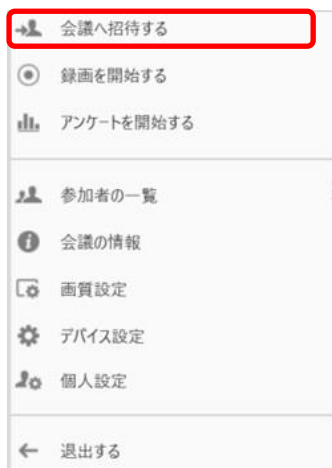 会議へ招待する
録画を開始する
アンケートを開始する
参加者の一覧
会議の情報
画質設定
デバイス設定
個人設定
退出する